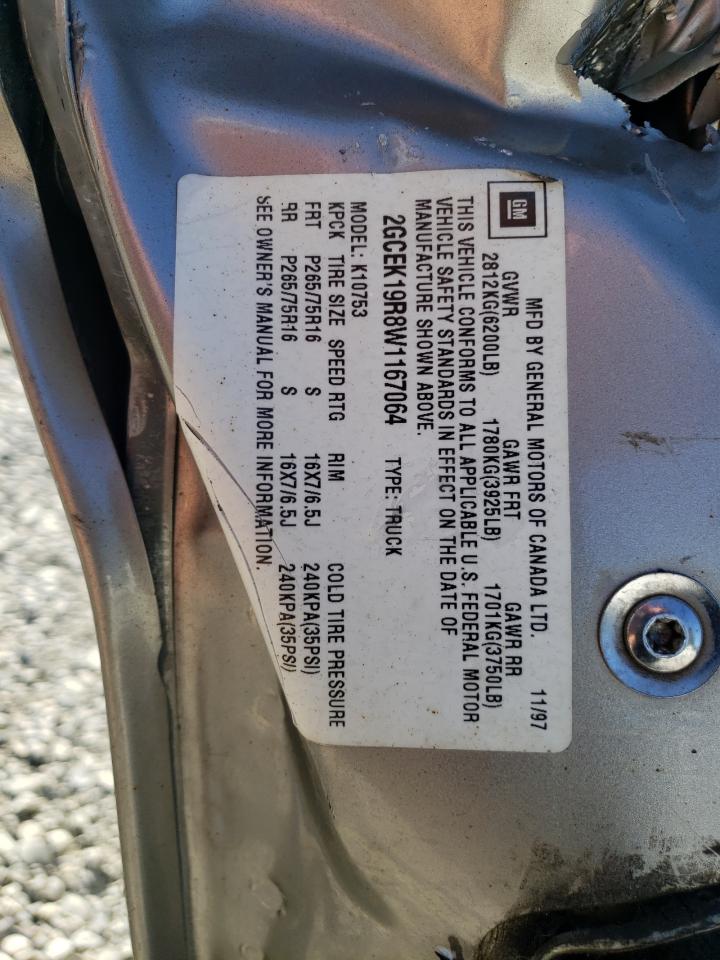 GM
MFD BY GENERAL MOTORS OF CANADA LTD. 11/97
GVWR GAWR FRT GAWR RR
2812KG(6200LB) 1780KG(3925LB) 1701KG(3750LB)
THIS VEHICLE CONFORMS TO ALL APPLICABLE U.S. FEDERAL MOTOR
VEHICLE SAFETY STANDARDS IN EFFECT ON THE DATE OF
MANUFACTURE SHOWN ABOVE.
2GCEK19R8W1167064 TYPE: TRUCK
MODEL: K10753
KPCK TIRE SIZE SPEED RTG RIM COLD TIRE PRESSURE
FRT P265/75R16 S 16X7/6.5J 240KPA(35PSI)
RR P265/75R16 S 16X7/6.5J 240KPA(35PSI)
SEE OWNER'S MANUAL FOR MORE INFORMATION.